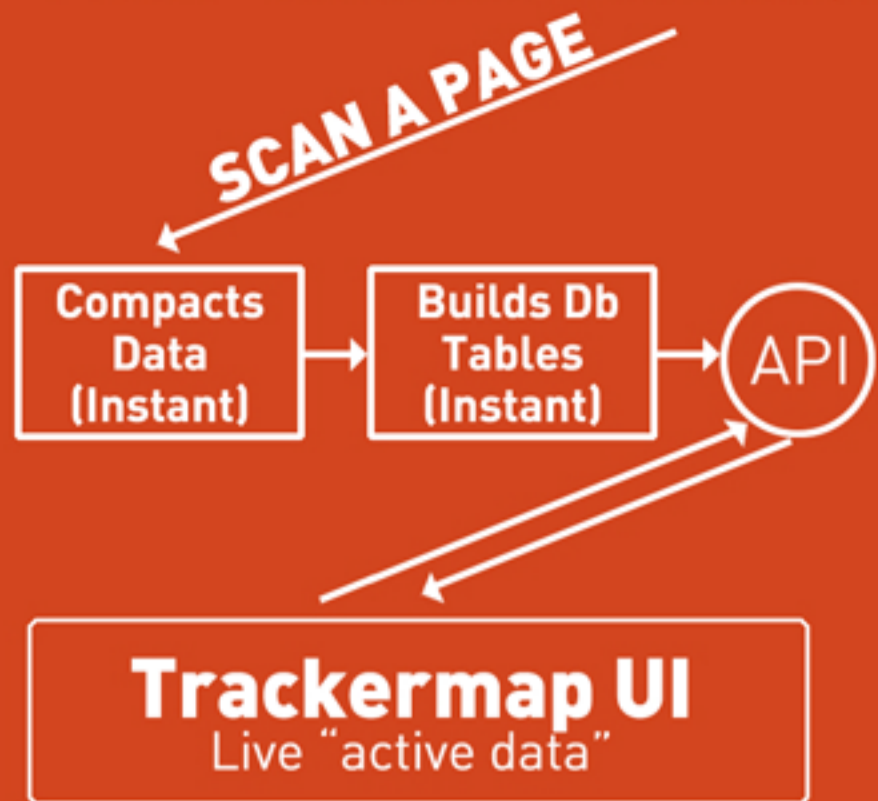 SCAN A PAGE
Compacts
Data
(Instant)
Builds Db
Tables
(Instant)
API
Trackermap UI
Live “active data”